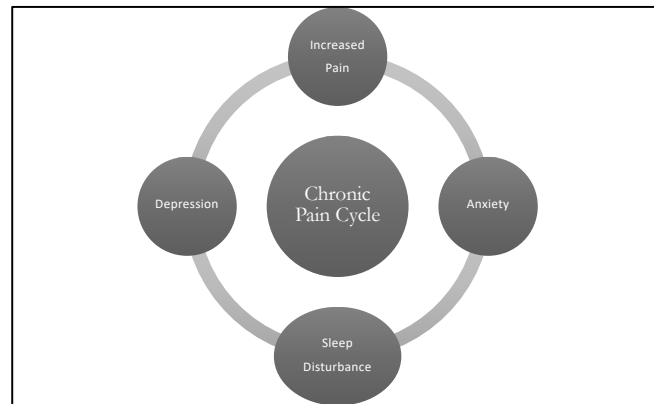 Increased
Pain
Depression
Chronic
Pain Cycle
Anxiety
Sleep
Disturbance